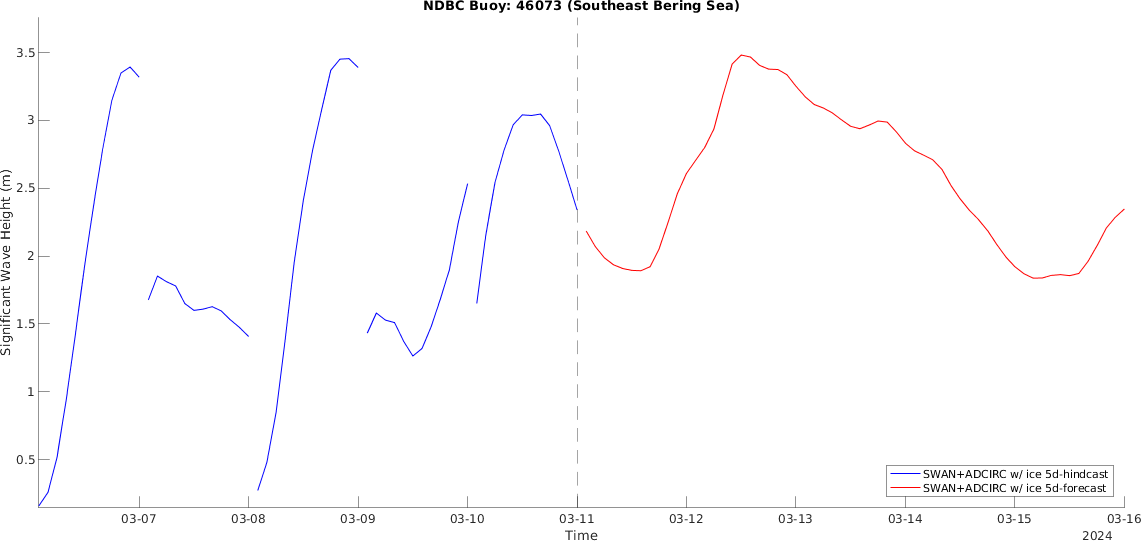 NDBC Buoy: 46073 (Southeast Bering Sea)
3.5
3
2.5
2
1.5
1
0.5
Significant Wave Height (m)
SWAN+ADCIRC w/ ice 5d-hindcast
SWAN+ADCIRC w/ ice 5d-forecast
03-07 03-08 03-09 03-10 03-11 03-12 03-13 03-14 03-15 03-16
Time
2024